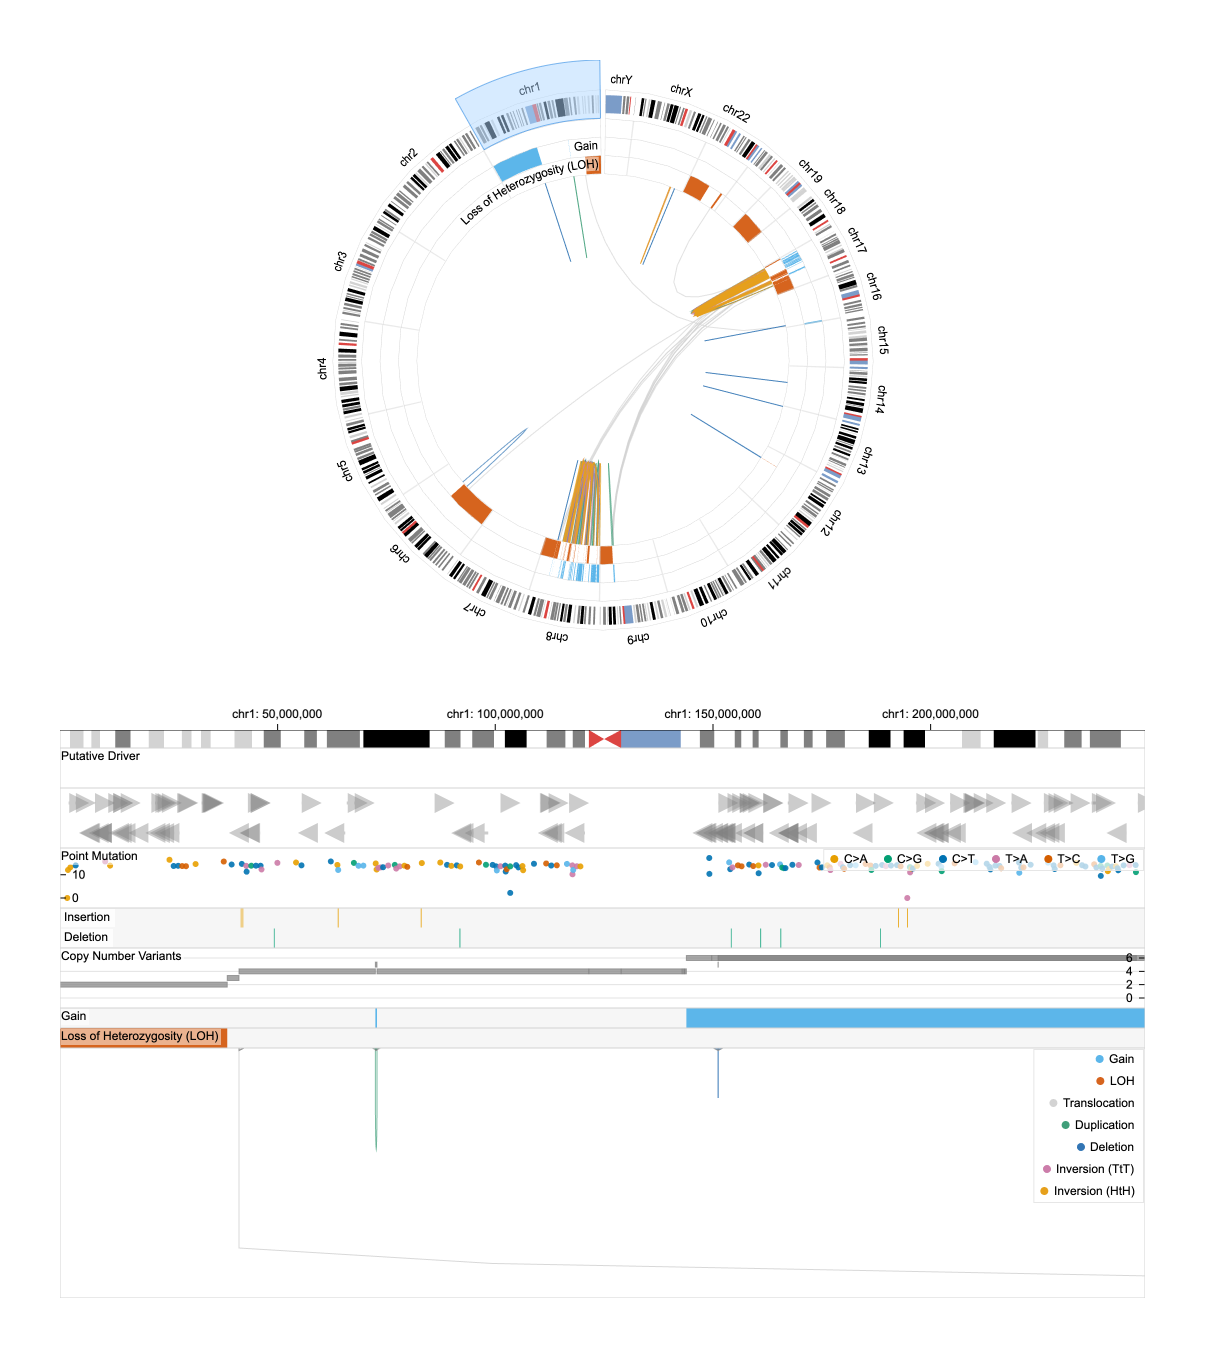 chrY
chrX
chr22
chr19
chr18
chr17
chr16
chr15
chr14
chr13
chr12
chr11
chr10
chr9
chr8
chr7
chr6
chr5
chr4
chr3
chr2
chr1
Gain
Loss of Heterozygosity (LOH)
chr1: 50,000,000
chr1: 100,000,000
chr1: 150,000,000
chr1: 200,000,000
Putative Driver
Point Mutation
C>A
C>G
C>T
T>A
T>C
T>G
10
0
Insertion
Deletion
Copy Number Variants
6
4
2
0
Gain
Loss of Heterozygosity (LOH)
Gain
LOH
Translocation
Duplication
Deletion
Inversion (TtT)
Inversion (HtH)